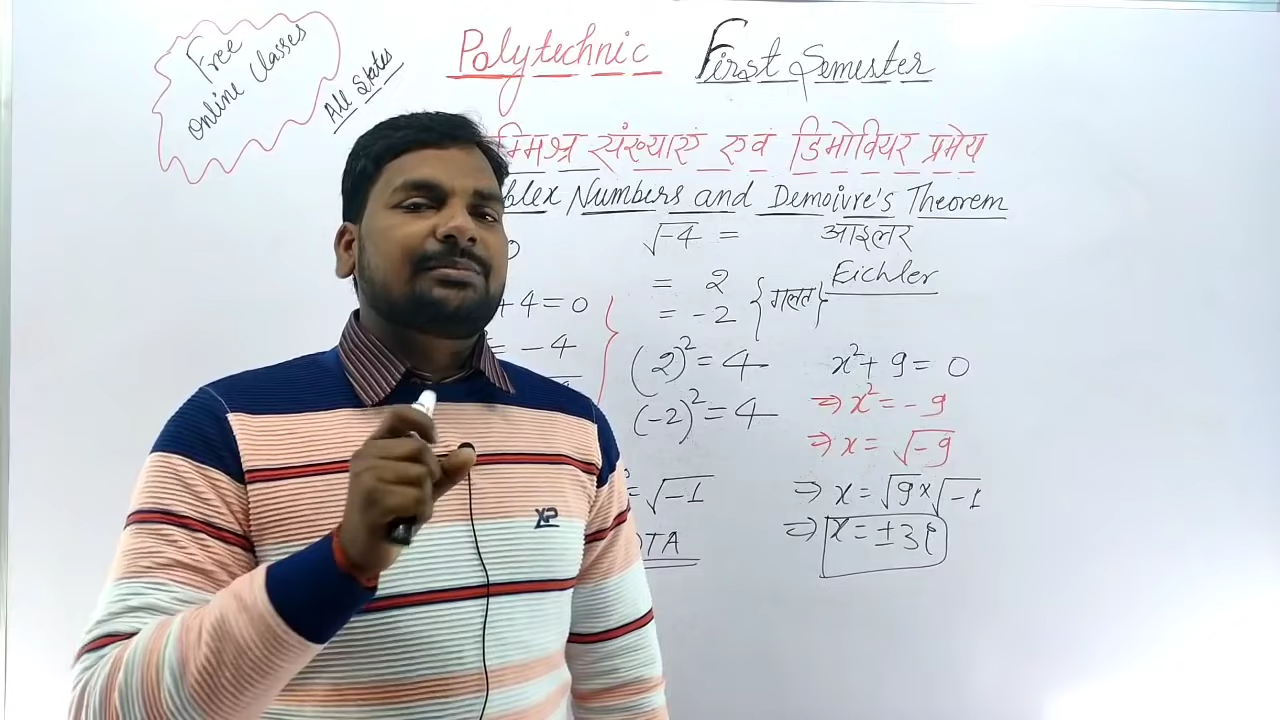 Free
Online Classes
All States
Polytechnic First Semester
म्मिश्र संख्याएं एवं डिमोवियर प्रमेय
plex Numbers and Demoivre's Theorem
0
+ 4 = 0
= - 4
√-4 =
= 2
= -2 {गलत}
(2)² = 4
(-2)² = 4
= √-1
OTA
आइलर
Eichler
x² + 9 = 0
⇒ x² = -9
⇒ x = √-9
⇒ x = √9 × √-1
⇒ x = ±3i
XP